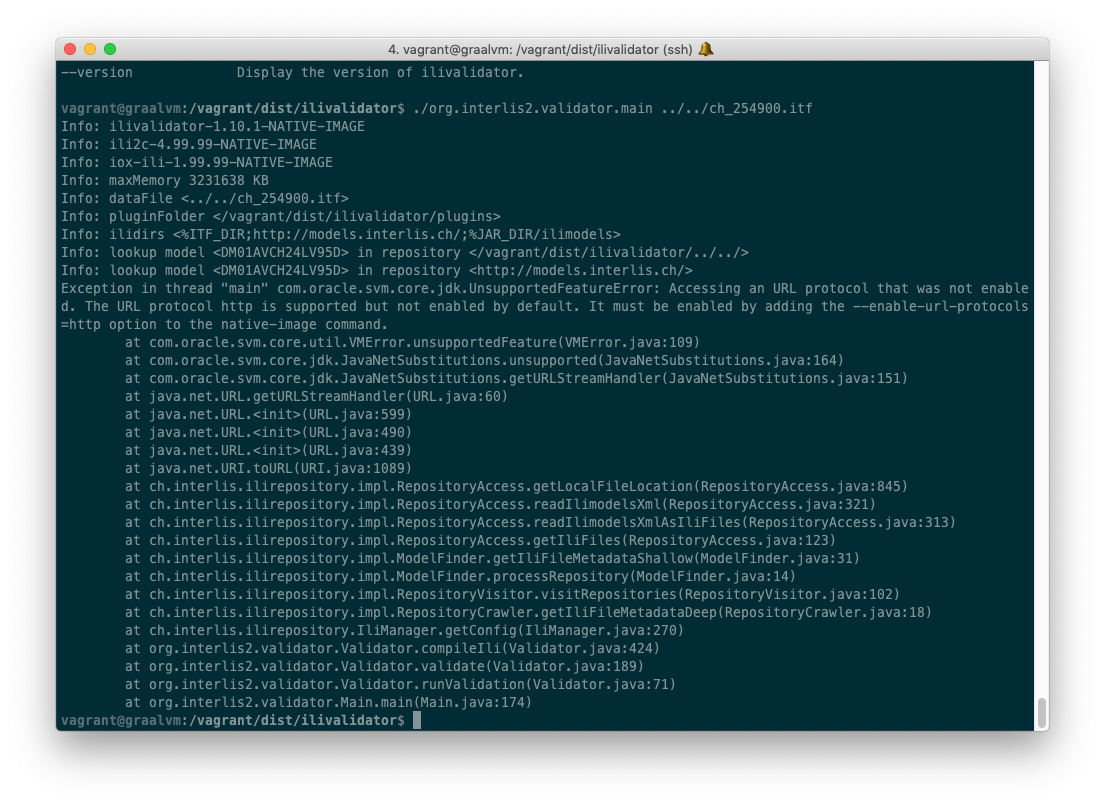 4. vagrant@graalvm: /vagrant/dist/ilivalidator (ssh) 🔔
--version             Display the version of ilivalidator.
vagrant@graalvm:/vagrant/dist/ilivalidator$ ./org.interlis2.validator.main ../../ch_254900.itf
Info: ilivalidator-1.10.1-NATIVE-IMAGE
Info: ili2c-4.99.99-NATIVE-IMAGE
Info: iox-ili-1.99.99-NATIVE-IMAGE
Info: maxMemory 3231638 KB
Info: dataFile <../../ch_254900.itf>
Info: pluginFolder </vagrant/dist/ilivalidator/plugins>
Info: ilidirs <%ITF_DIR;http://models.interlis.ch/;%JAR_DIR/ilimodels>
Info: lookup model <DM01AVCH24LV95D> in repository </vagrant/dist/ilivalidator/../../>
Info: lookup model <DM01AVCH24LV95D> in repository <http://models.interlis.ch/>
Exception in thread "main" com.oracle.svm.core.jdk.UnsupportedFeatureError: Accessing an URL protocol that was not enable
d. The URL protocol http is supported but not enabled by default. It must be enabled by adding the --enable-url-protocols
=http option to the native-image command.
        at com.oracle.svm.core.util.VMError.unsupportedFeature(VMError.java:109)
        at com.oracle.svm.core.jdk.JavaNetSubstitutions.unsupported(JavaNetSubstitutions.java:164)
        at com.oracle.svm.core.jdk.JavaNetSubstitutions.getURLStreamHandler(JavaNetSubstitutions.java:151)
        at java.net.URL.getURLStreamHandler(URL.java:60)
        at java.net.URL.<init>(URL.java:599)
        at java.net.URL.<init>(URL.java:490)
        at java.net.URL.<init>(URL.java:439)
        at java.net.URI.toURL(URI.java:1089)
        at ch.interlis.ilirepository.impl.RepositoryAccess.getLocalFileLocation(RepositoryAccess.java:845)
        at ch.interlis.ilirepository.impl.RepositoryAccess.readIlimodelsXml(RepositoryAccess.java:321)
        at ch.interlis.ilirepository.impl.RepositoryAccess.readIlimodelsXmlAsIliFiles(RepositoryAccess.java:313)
        at ch.interlis.ilirepository.impl.RepositoryAccess.getIliFiles(RepositoryAccess.java:123)
        at ch.interlis.ilirepository.impl.ModelFinder.getIliFileMetadataShallow(ModelFinder.java:31)
        at ch.interlis.ilirepository.impl.ModelFinder.processRepository(ModelFinder.java:14)
        at ch.interlis.ilirepository.impl.RepositoryVisitor.visitRepositories(RepositoryVisitor.java:102)
        at ch.interlis.ilirepository.impl.RepositoryCrawler.getIliFileMetadataDeep(RepositoryCrawler.java:18)
        at ch.interlis.ilirepository.IliManager.getConfig(IliManager.java:270)
        at org.interlis2.validator.Validator.compileIli(Validator.java:424)
        at org.interlis2.validator.Validator.validate(Validator.java:189)
        at org.interlis2.validator.Validator.runValidation(Validator.java:71)
        at org.interlis2.validator.Main.main(Main.java:174)
vagrant@graalvm:/vagrant/dist/ilivalidator$